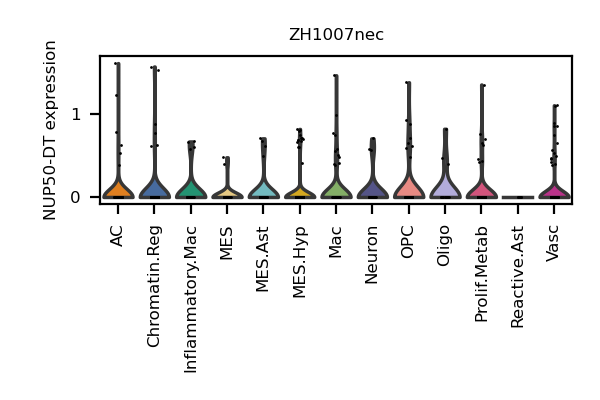 ZH1007nec
NUP50-DT expression
1
0
AC
Chromatin.Reg
Inflammatory.Mac
MES
MES.Ast
MES.Hyp
Mac
Neuron
OPC
Oligo
Prolif.Metab
Reactive.Ast
Vasc